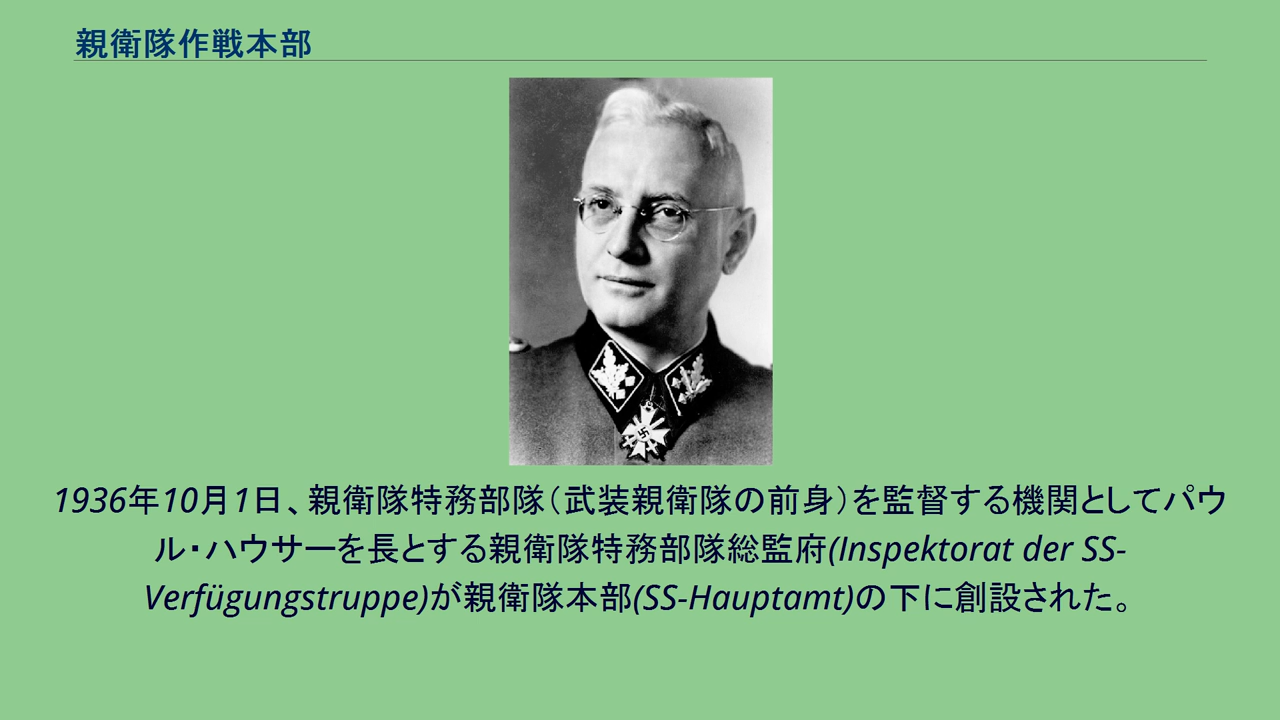 親衛隊作戦本部
1936年10月1日、親衛隊特務部隊（武装親衛隊の前身）を監督する機関としてパウ
ル・ハウサーを長とする親衛隊特務部隊総監府(Inspektorat der SS-
Verfügungstruppe)が親衛隊本部(SS-Hauptamt)の下に創設された。